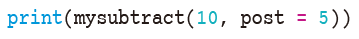 print(mysubtract(10, post = 5))